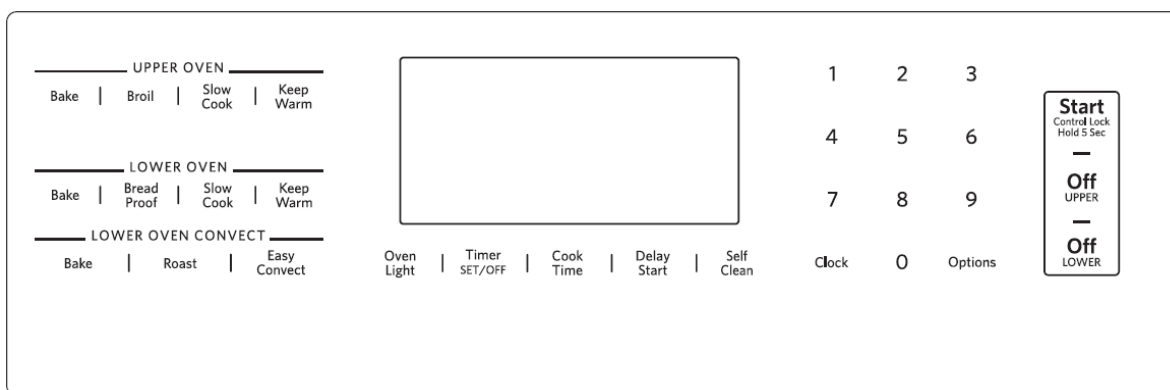 UPPER OVEN
Bake | Broil | Slow Cook | Keep Warm
LOWER OVEN
Bake | Bread Proof | Slow Cook | Keep Warm
LOWER OVEN CONVECT
Bake | Roast | Easy Convect
Oven Light | Timer SET/OFF | Cook Time | Delay Start | Self Clean
1 2 3
4 5 6
7 8 9
Clock 0 Options
Start
Control Lock
Hold 5 Sec
Off
UPPER
Off
LOWER